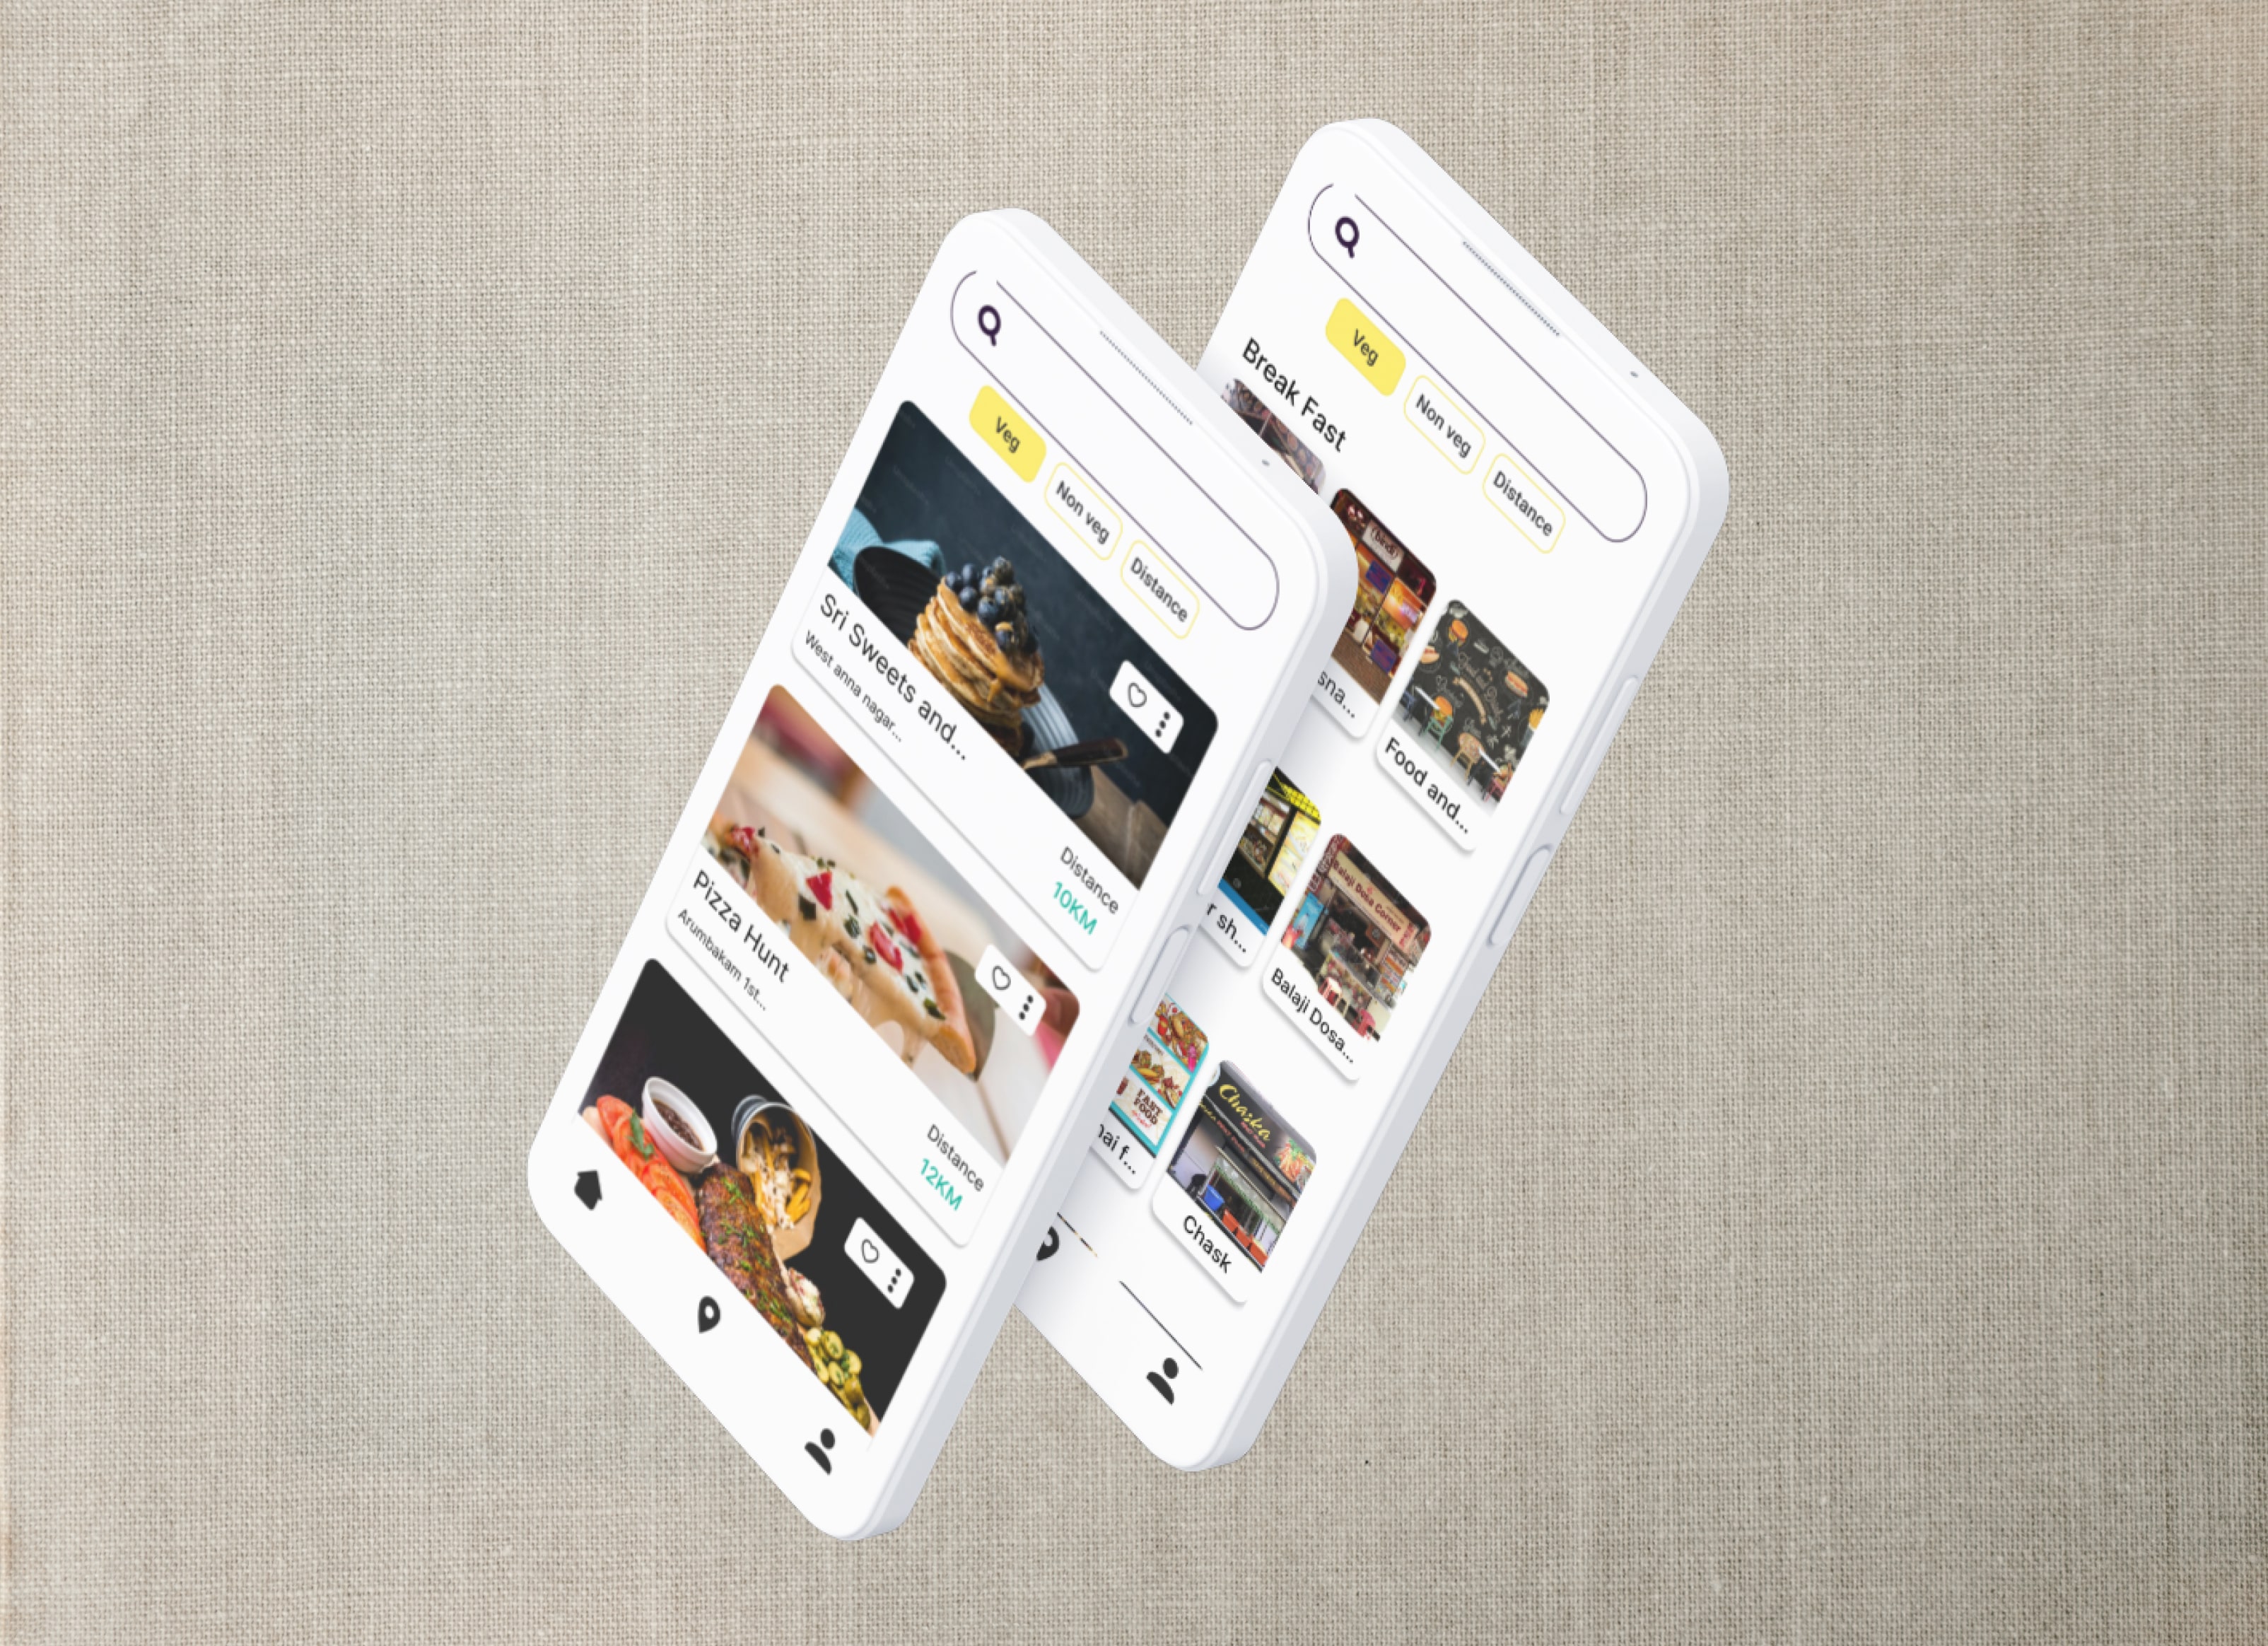 Veg
Non veg
Distance
Sri Sweets and...
West anna nagar...
Distance
10KM
Pizza Hunt
Arumbakam 1st...
Distance
12KM
Veg
Non veg
Distance
Break Fast
sna...
Food and...
r sh...
Balaji Dosa Corner
Balaji Dosa...
FAST
FOOD
nai f...
Chaska
Chask